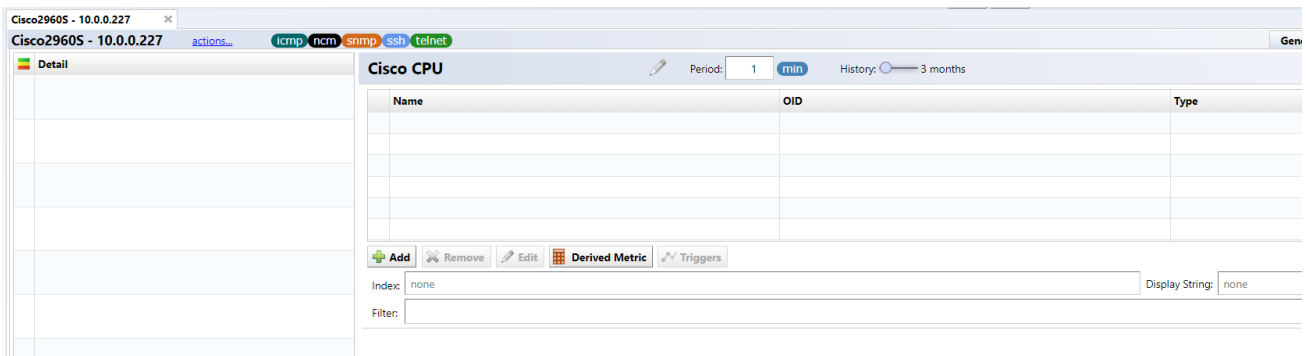 Cisco2960S - 10.0.0.227
Cisco2960S - 10.0.0.227 actions... icmp ncm snmp ssh telnet Gene
Detail
Cisco CPU Period: 1 min History: 3 months
Name OID Type
Add Remove Edit Derived Metric Triggers
Index: none Display String: none
Filter: